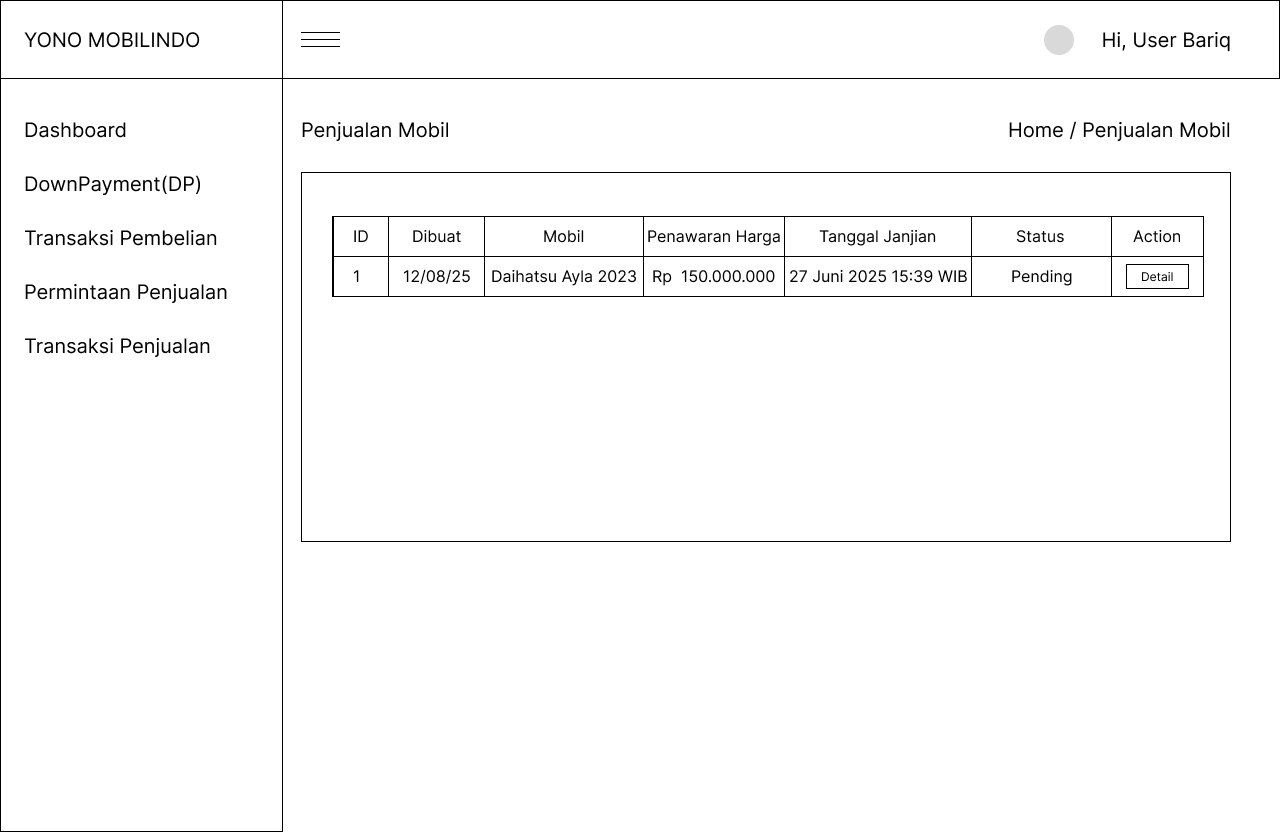 YONO MOBILINDO
Hi, User Bariq
Dashboard
DownPayment(DP)
Transaksi Pembelian
Permintaan Penjualan
Transaksi Penjualan
Penjualan Mobil
Home / Penjualan Mobil
ID Dibuat Mobil Penawaran Harga Tanggal Janjian Status Action
1 12/08/25 Daihatsu Ayla 2023 Rp 150.000.000 27 Juni 2025 15:39 WIB Pending Detail